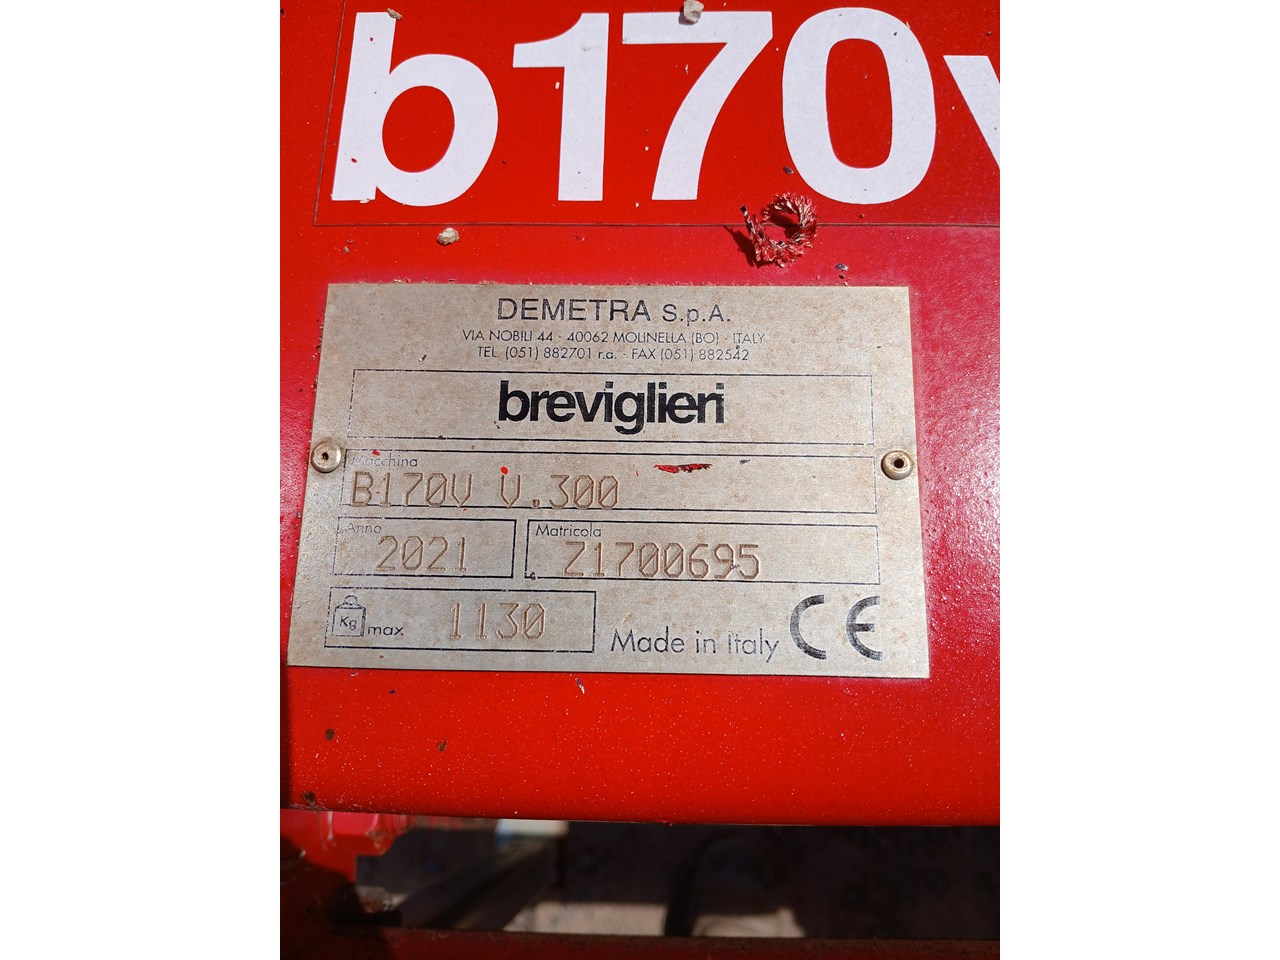 b170v
DEMETRA S.p.A.
VIA NOBILI 44 - 40062 MOLINELLA (BO) - ITALY
TEL. (051) 882701 r.a. - FAX (051) 882542
breviglieri
Macchina
B170V V.300
Anno
2021
Matricola
Z1700695
Kg max
1130
Made in Italy CE